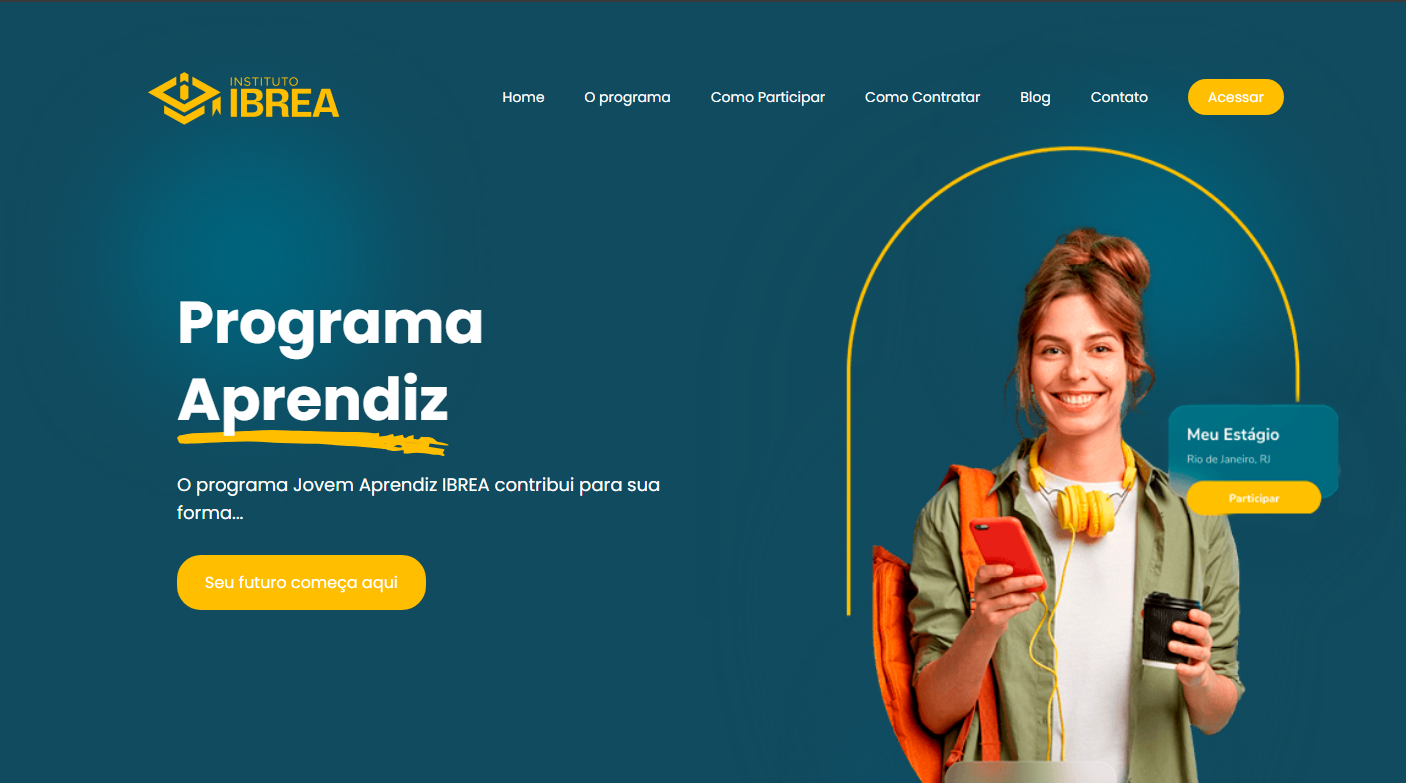 INSTITUTO
IBREA
Home O programa Como Participar Como Contratar Blog Contato Acessar
Programa
Aprendiz
O programa Jovem Aprendiz IBREA contribui para sua
forma...
Seu futuro começa aqui
Meu Estágio
Rio de Janeiro, RJ
Participar